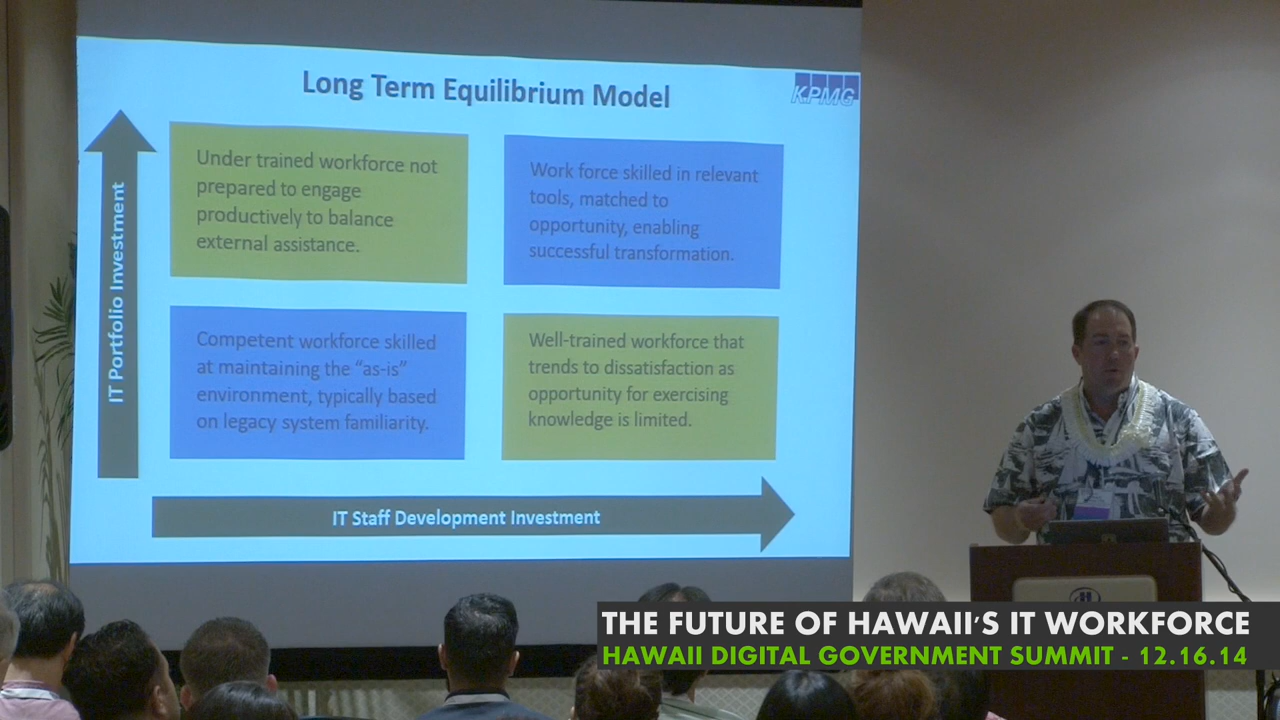 Long Term Equilibrium Model
KPMG
IT Portfolio Investment
Under trained workforce not
prepared to engage
productively to balance
external assistance.
Work force skilled in relevant
tools, matched to
opportunity, enabling
successful transformation.
Competent workforce skilled
at maintaining the “as-is”
environment, typically based
on legacy system familiarity.
Well-trained workforce that
trends to dissatisfaction as
opportunity for exercising
knowledge is limited.
IT Staff Development Investment
H
THE FUTURE OF HAWAII'S IT WORKFORCE
HAWAII DIGITAL GOVERNMENT SUMMIT - 12.16.14